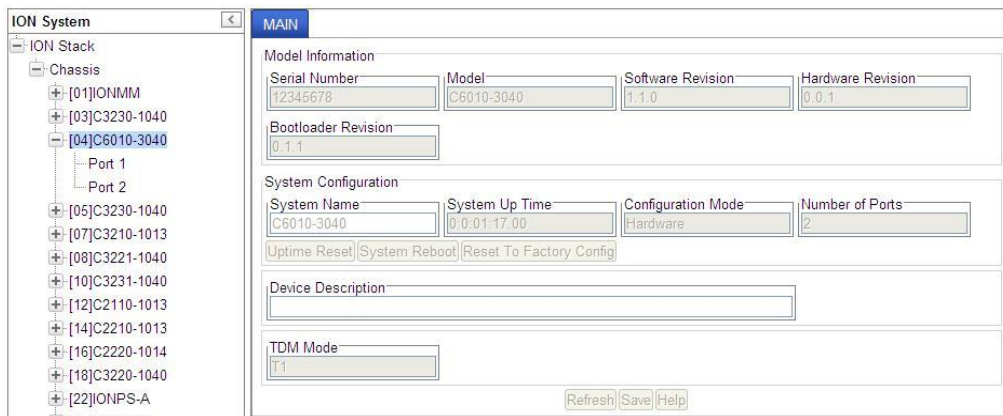 ION System
ION Stack
Chassis
[01]IONMM
[03]C3230-1040
[04]C6010-3040
Port 1
Port 2
[05]C3230-1040
[07]C3210-1013
[08]C3221-1040
[10]C3231-1040
[12]C2110-1013
[14]C2210-1013
[16]C2220-1014
[18]C3220-1040
[22]IONPS-A
MAIN
Model Information
Serial Number Model Software Revision Hardware Revision
12345678 C6010-3040 1.1.0 0.0.1
Bootloader Revision
0.1.1
System Configuration
System Name System Up Time Configuration Mode Number of Ports
C6010-3040 0:0:01:17.00 Hardware 2
Uptime Reset System Reboot Reset To Factory Config
Device Description
TDM Mode
T1
Refresh Save Help